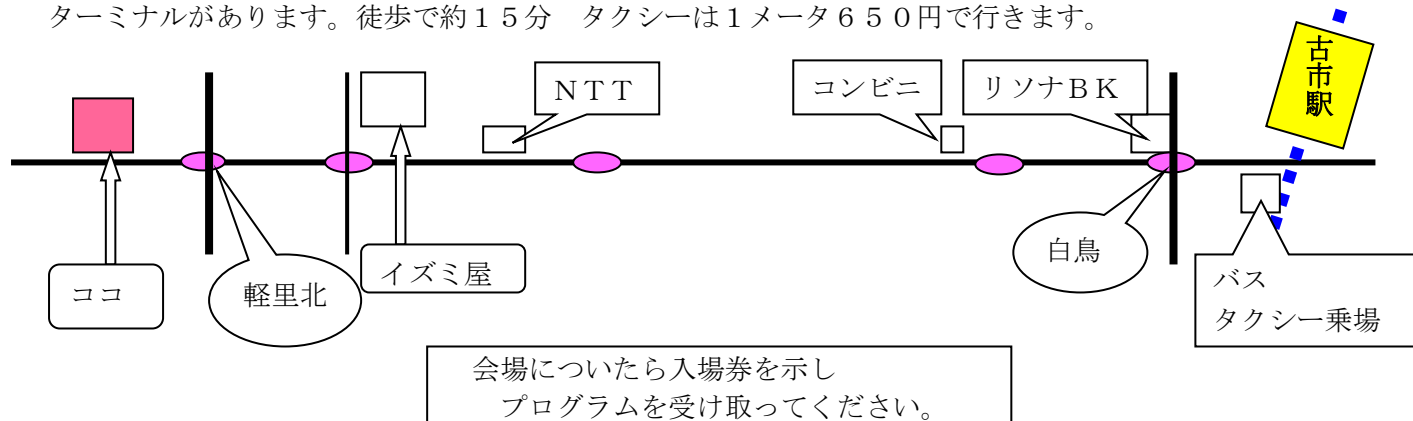 ターミナルがあります。徒歩で約１５分　タクシーは１メータ６５０円で行きます。
ＮＴＴ
コンビニ
リソナＢＫ
古市駅
ココ
軽里北
イズミ屋
白鳥
バス
タクシー乗場
会場についたら入場券を示し
プログラムを受け取ってください。